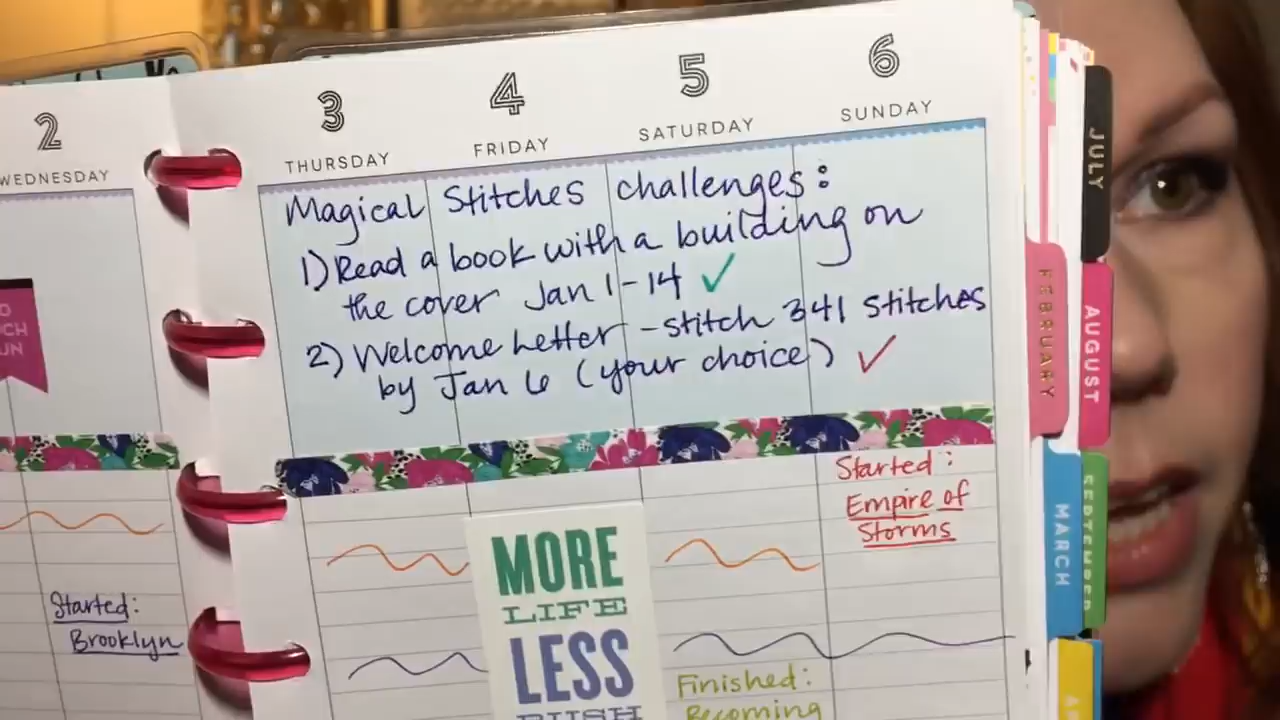 2
WEDNESDAY
3
THURSDAY
4
FRIDAY
5
SATURDAY
6
SUNDAY
Magical Stitches challenges:
1) Read a book with a building on
the cover Jan 1-14 ✓
2) Welcome Letter - stitch 341 stitches
by Jan 6 (your choice) ✓
Started:
Empire of
Storms
Started:
Brooklyn
MORE
LIFE
LESS
RUSH
Finished:
Becoming
JULY
FEBRUARY
AUGUST
MARCH
SEPTEMBER